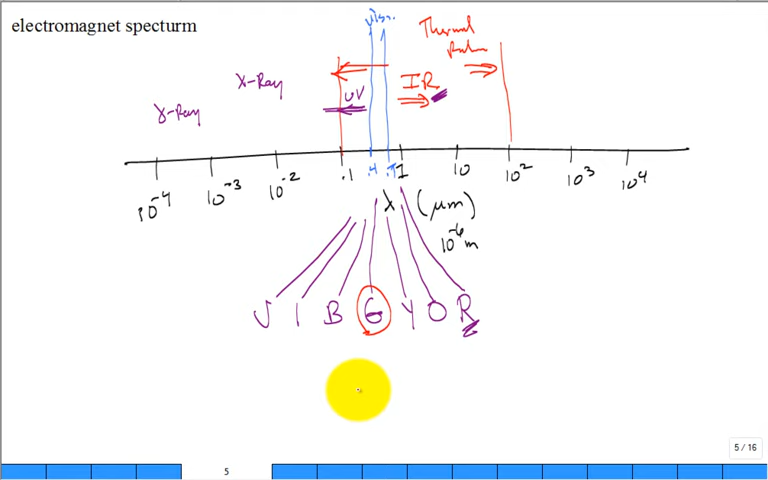 electromagnet specturm
Thermal
X-Ray
γ-Ray
UV
IR
10⁻⁴ 10⁻³ 10⁻² .1 .4 .7 1 10 10² 10³ 10⁴
λ (μm)
10⁻⁶ m
V I B G Y O R
5 / 16
5